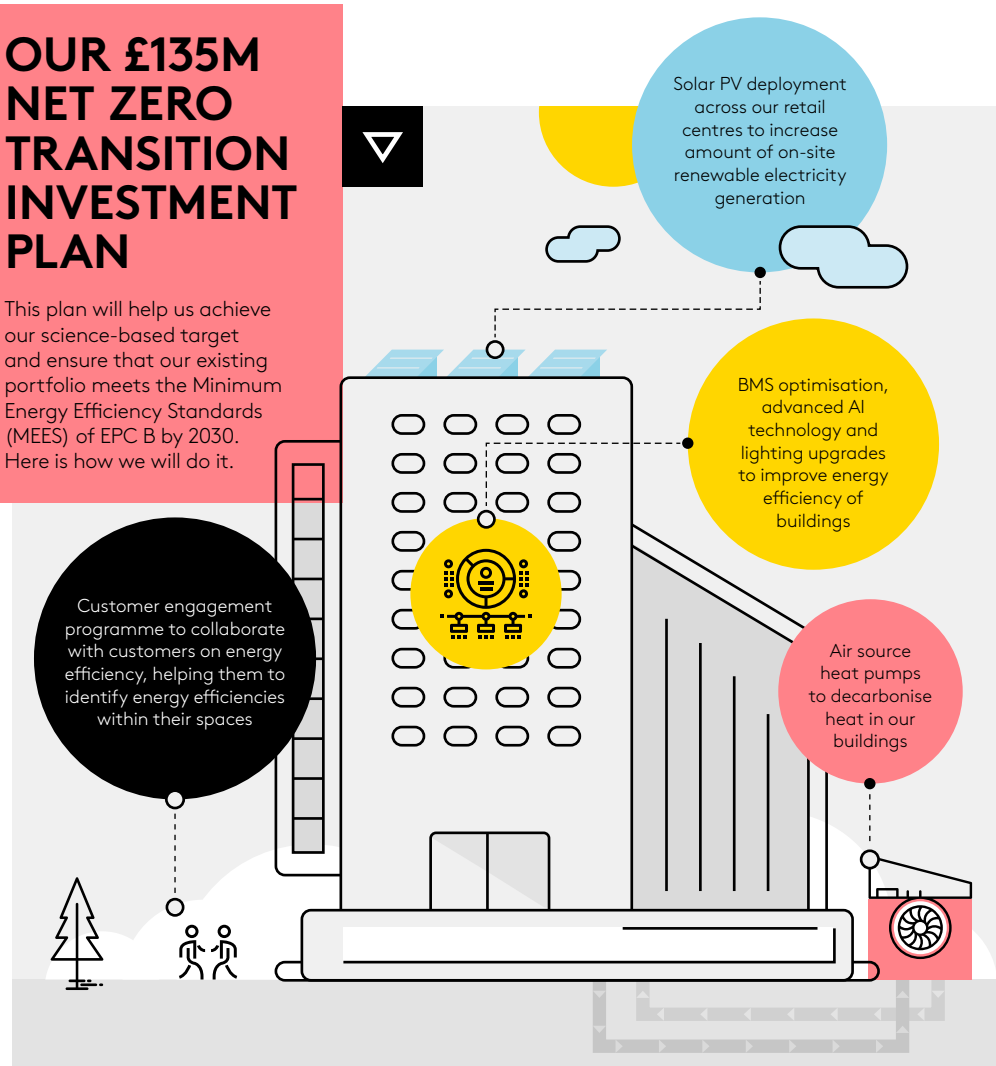 OUR £135M
NET ZERO
TRANSITION
INVESTMENT
PLAN
This plan will help us achieve
our science-based target
and ensure that our existing
portfolio meets the Minimum
Energy Efficiency Standards
(MEES) of EPC B by 2030.
Here is how we will do it.
Solar PV deployment
across our retail
centres to increase
amount of on-site
renewable electricity
generation
BMS optimisation,
advanced AI
technology and
lighting upgrades
to improve energy
efficiency of
buildings
Customer engagement
programme to collaborate
with customers on energy
efficiency, helping them to
identify energy efficiencies
within their spaces
Air source
heat pumps
to decarbonise
heat in our
buildings